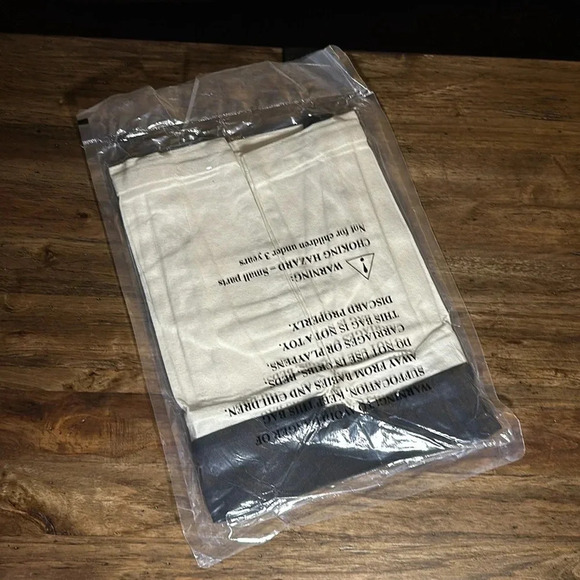 WARNING:
CHOKING HAZARD – Small parts
Not for children under 3 years
WARNING: TO AVOID DANGER OF
SUFFOCATION, KEEP THIS BAG
AWAY FROM BABIES AND CHILDREN.
DO NOT USE IN CRIBS, BEDS,
CARRIAGES OR PLAYPENS.
THIS BAG IS NOT A TOY.
DISCARD PROPERLY.